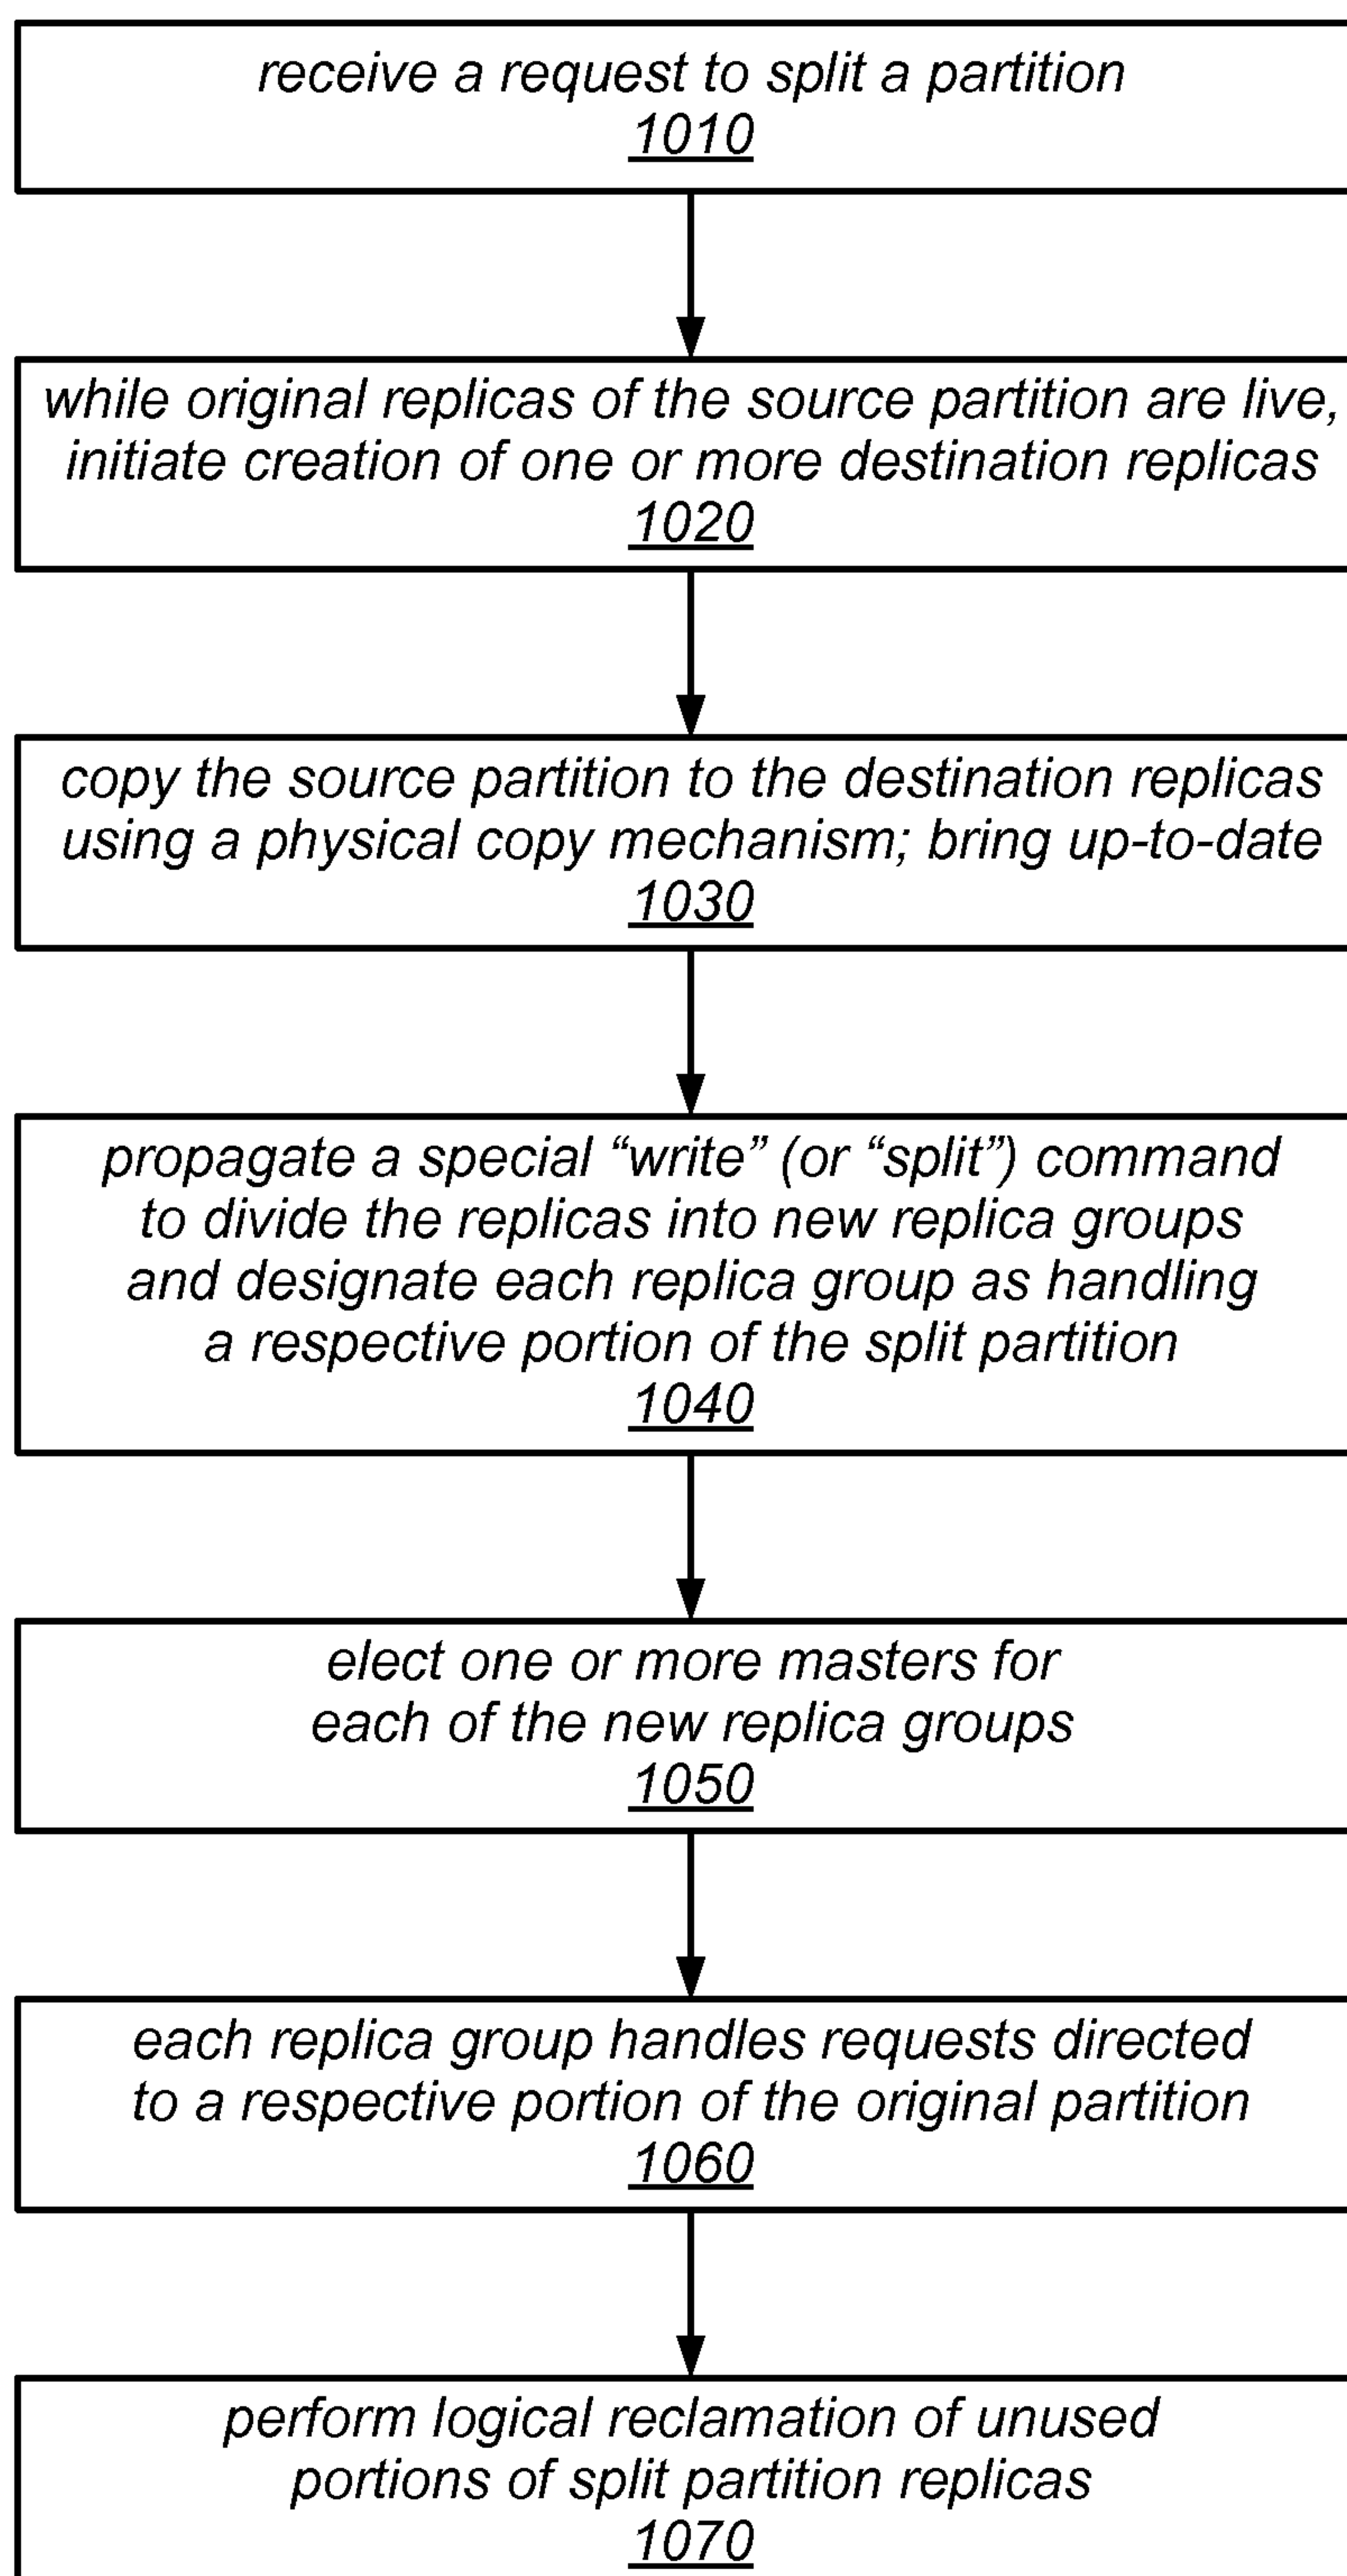 receive a request to split a partition
1010
while original replicas of the source partition are live,
initiate creation of one or more destination replicas
1020
copy the source partition to the destination replicas
using a physical copy mechanism; bring up-to-date
1030
propagate a special “write” (or “split”) command
to divide the replicas into new replica groups
and designate each replica group as handling
a respective portion of the split partition
1040
elect one or more masters for
each of the new replica groups
1050
each replica group handles requests directed
to a respective portion of the original partition
1060
perform logical reclamation of unused
portions of split partition replicas
1070